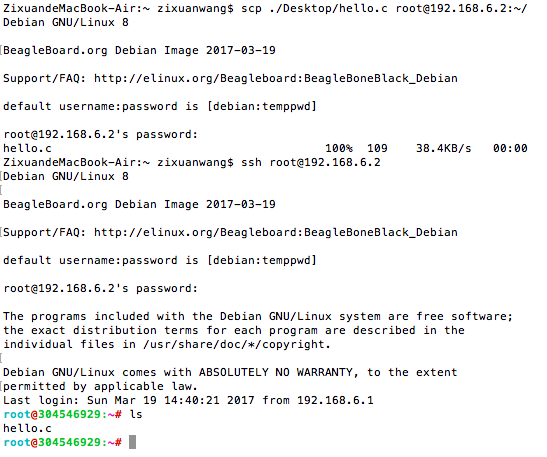 ZixuandeMacBook-Air:~ zixuanwang$ scp ./Desktop/hello.c root@192.168.6.2:~/
Debian GNU/Linux 8
BeagleBoard.org Debian Image 2017-03-19
Support/FAQ: http://elinux.org/Beagleboard:BeagleBoneBlack_Debian
default username:password is [debian:temppwd]
root@192.168.6.2's password:
hello.c 100% 109 38.4KB/s 00:00
ZixuandeMacBook-Air:~ zixuanwang$ ssh root@192.168.6.2
Debian GNU/Linux 8
BeagleBoard.org Debian Image 2017-03-19
Support/FAQ: http://elinux.org/Beagleboard:BeagleBoneBlack_Debian
default username:password is [debian:temppwd]
root@192.168.6.2's password:
The programs included with the Debian GNU/Linux system are free software;
the exact distribution terms for each program are described in the
individual files in /usr/share/doc/*/copyright.
Debian GNU/Linux comes with ABSOLUTELY NO WARRANTY, to the extent
permitted by applicable law.
Last login: Sun Mar 19 14:40:21 2017 from 192.168.6.1
root@304546929:~# ls
hello.c
root@304546929:~#